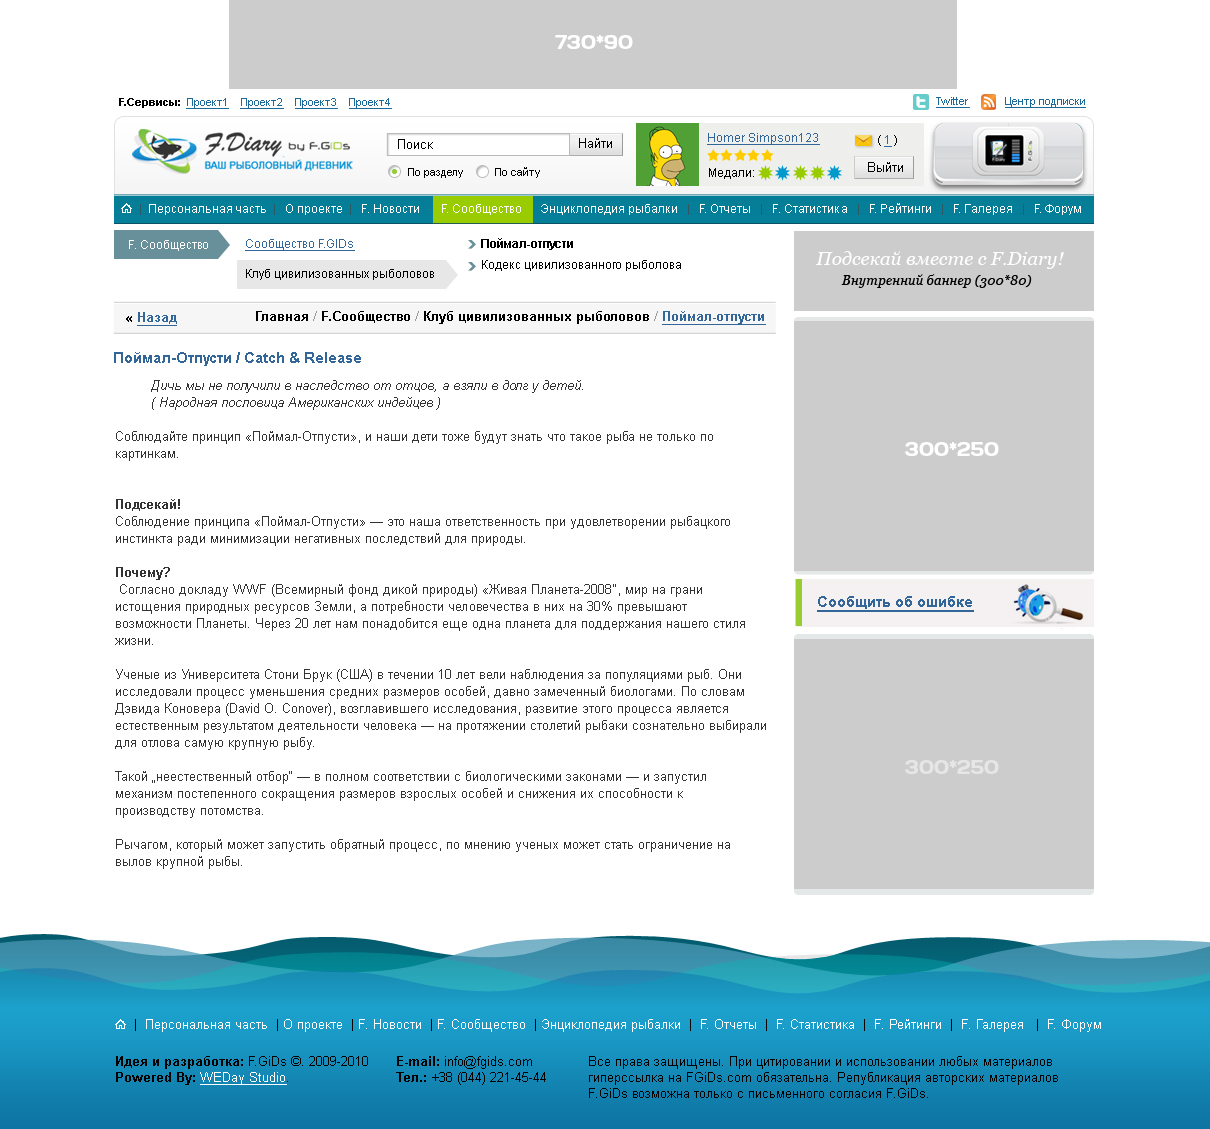 730*90
F.Сервисы: Проект1 Проект2 Проект3 Проект4
Twitter Центр подписки
F.Diary by F.GiDs
ВАШ РЫБОЛОВНЫЙ ДНЕВНИК
Поиск Найти
По разделу По сайту
Homer Simpson123
(1)
Медали:
Выйти
Персональная часть | О проекте | F. Новости F. Сообщество Энциклопедия рыбалки | F. Отчеты | F. Статистика | F. Рейтинги | F. Галерея | F. Форум
F. Сообщество
Сообщество F.GIDs
Клуб цивилизованных рыболовов
Поймал-отпусти
Кодекс цивилизованного рыболова
« Назад
Главная / F.Сообщество / Клуб цивилизованных рыболовов / Поймал-отпусти
Поймал-Отпусти / Catch & Release
Дичь мы не получили в наследство от отцов, а взяли в долг у детей.
( Народная пословица Американских индейцев )
Соблюдайте принцип «Поймал-Отпусти», и наши дети тоже будут знать что такое рыба не только по
картинкам.
Подсекай!
Соблюдение принципа «Поймал-Отпусти» — это наша ответственность при удовлетворении рыбацкого
инстинкта ради минимизации негативных последствий для природы.
Почему?
Согласно докладу WWF (Всемирный фонд дикой природы) «Живая Планета-2008”, мир на грани
истощения природных ресурсов Земли, а потребности человечества в них на 30% превышают
возможности Планеты. Через 20 лет нам понадобится еще одна планета для поддержания нашего стиля
жизни.
Ученые из Университета Стони Брук (США) в течении 10 лет вели наблюдения за популяциями рыб. Они
исследовали процесс уменьшения средних размеров особей, давно замеченный биологами. По словам
Дэвида Коновера (David O. Conover), возглавившего исследования, развитие этого процесса является
естественным результатом деятельности человека — на протяжении столетий рыбаки сознательно выбирали
для отлова самую крупную рыбу.
Такой „неестественный отбор” — в полном соответствии с биологическими законами — и запустил
механизм постепенного сокращения размеров взрослых особей и снижения их способности к
производству потомства.
Рычагом, который может запустить обратный процесс, по мнению ученых может стать ограничение на
вылов крупной рыбы.
Подсекай вместе с F.Diary!
Внутренний баннер (300*80)
300*250
Сообщить об ошибке
300*250
| Персональная часть | О проекте | F. Новости | F. Сообщество | Энциклопедия рыбалки | F. Отчеты | F. Статистика | F. Рейтинги | F. Галерея | F. Форум
Идея и разработка: F.GiDs ©. 2009-2010
Powered By: WEDay Studio
E-mail: info@fgids.com
Тел.: +38 (044) 221-45-44
Все права защищены. При цитировании и использовании любых материалов
гиперссылка на FGiDs.com обязательна. Републикация авторских материалов
F.GiDs возможна только с письменного согласия F.GiDs.